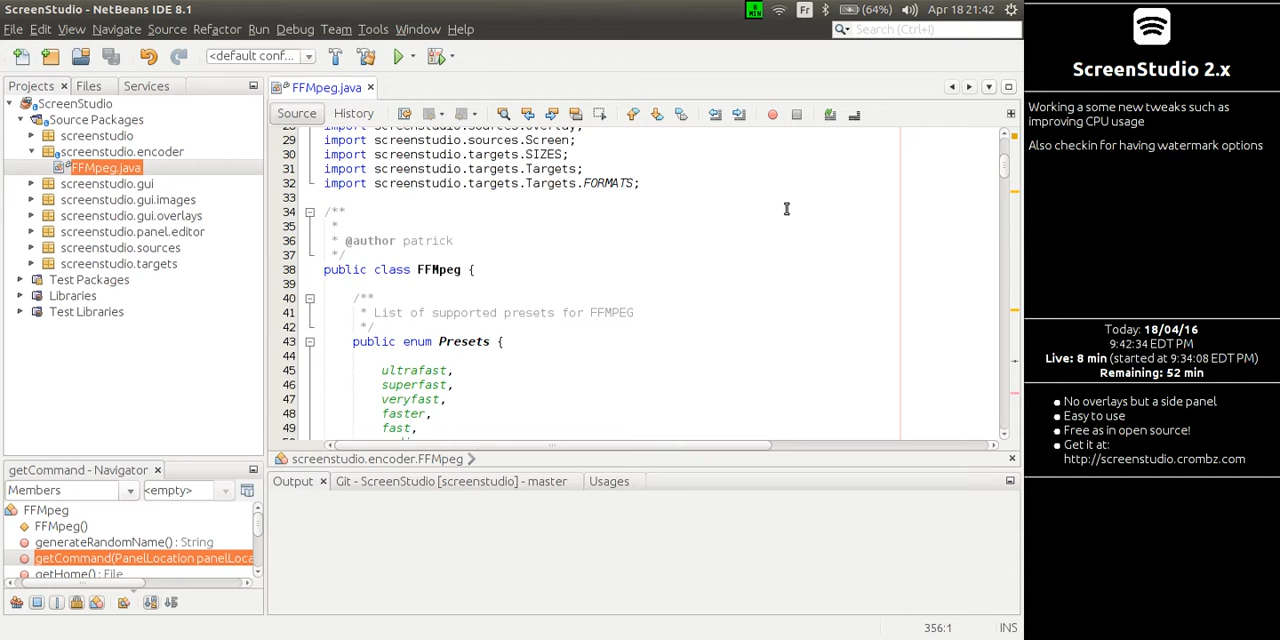 ScreenStudio - NetBeans IDE 8.1
8 MIN
Fr
(64%)
Apr 18 21:42
File Edit View Navigate Source Refactor Run Debug Team Tools Window Help
Search (Ctrl+I)
<default conf...
Projects
Files
Services
ScreenStudio
Source Packages
screenstudio
screenstudio.encoder
FFMpeg.java
screenstudio.gui
screenstudio.gui.images
screenstudio.gui.overlays
screenstudio.panel.editor
screenstudio.sources
screenstudio.targets
Test Packages
Libraries
Test Libraries
getCommand - Navigator
Members
<empty>
FFMpeg
FFMpeg()
generateRandomName() : String
getCommand(PanelLocation panelLoca
getHome() : File
FFMpeg.java
Source
History
28 import screenstudio.sources.Overlay;
29 import screenstudio.sources.Screen;
30 import screenstudio.targets.SIZES;
31 import screenstudio.targets.Targets;
32 import screenstudio.targets.Targets.FORMATS;
33
34 /**
35 *
36 * @author patrick
37 */
38 public class FFMpeg {
39
40 /**
41 * List of supported presets for FFMPEG
42 */
43 public enum Presets {
44
45 ultrafast,
46 superfast,
47 veryfast,
48 faster,
49 fast,
screenstudio.encoder.FFMpeg
Output
Git - ScreenStudio [screenstudio] - master
Usages
356:1
INS
ScreenStudio 2.x
Working a some new tweaks such as
improving CPU usage
Also checkin for having watermark options
Today: 18/04/16
9:42:34 EDT PM
Live: 8 min (started at 9:34:08 EDT PM)
Remaining: 52 min
No overlays but a side panel
Easy to use
Free as in open source!
Get it at:
http://screenstudio.crombz.com